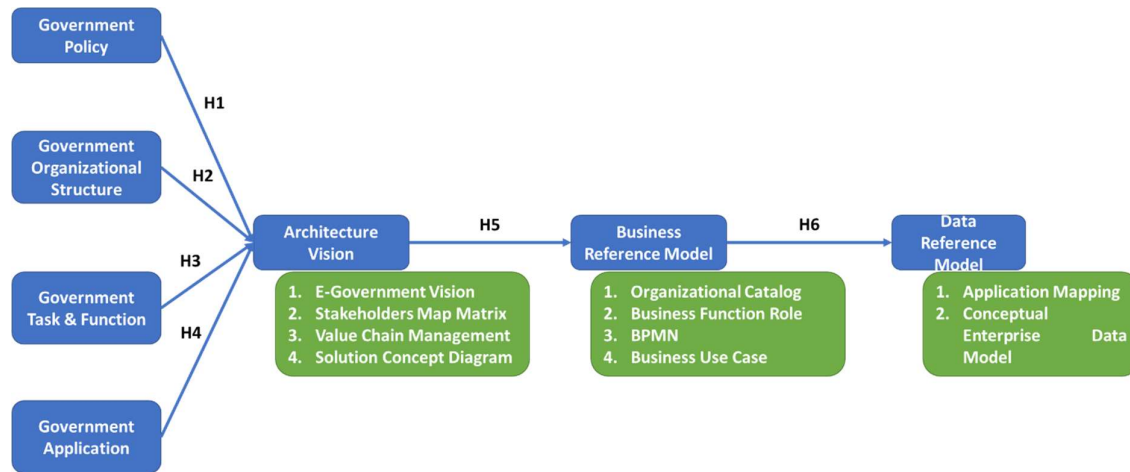 Government
Policy
H1
Government
Organizational
Structure
H2
Architecture
Vision
H5
Business
Reference Model
H6
Data
Reference
Model
H3
Government
Task & Function
H4
1. E-Government Vision
2. Stakeholders Map Matrix
3. Value Chain Management
4. Solution Concept Diagram
1. Organizational Catalog
2. Business Function Role
3. BPMN
4. Business Use Case
1. Application Mapping
2. Conceptual
Enterprise Data
Model
Government
Application